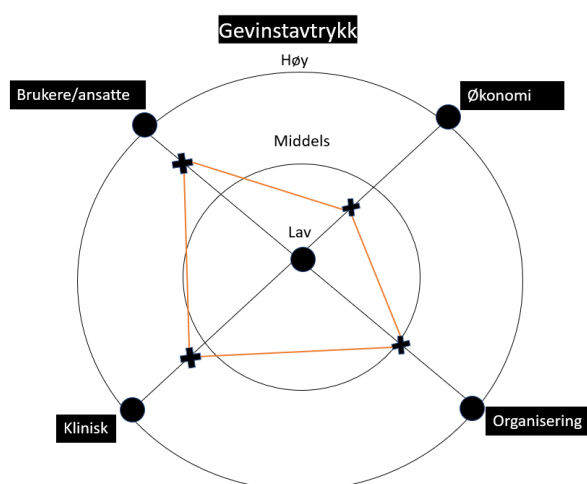 Gevinstavtrykk
Høy
Brukere/ansatte
Økonomi
Middels
Lav
Klinisk
Organisering